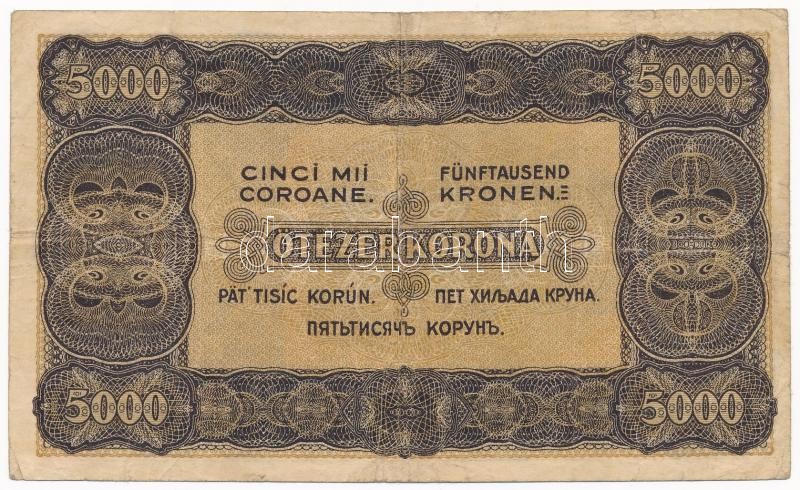 5000 5000
CINCI MII
COROANE.
FÜNFTAUSEND
KRONEN.=
ÖTEZER KORONA
darabanth
PÄT' TISÍC KORÚN.
ПЕТ ХИЉАДА КРУНА.
ПЯТЬТИСЯЧЪ КОРУНЪ.
5000 5000